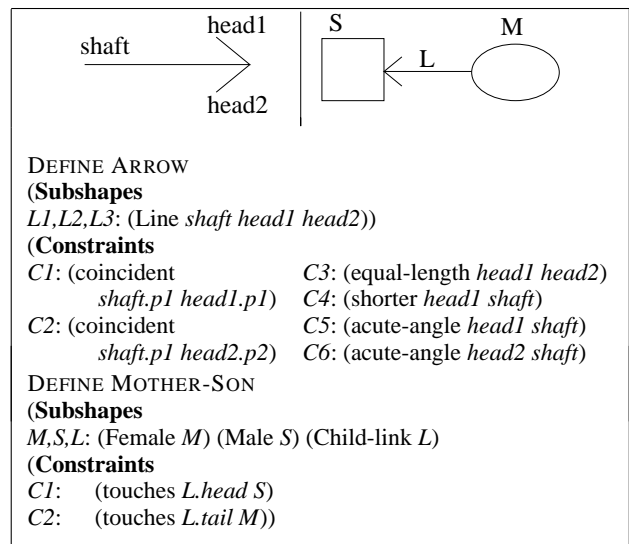 head1
shaft
head2
S
M
L
DEFINE ARROW
(Subshapes
L1,L2,L3: (Line shaft head1 head2))
(Constraints
C1: (coincident shaft.p1 head1.p1)
C2: (coincident shaft.p1 head2.p2)
C3: (equal-length head1 head2)
C4: (shorter head1 shaft)
C5: (acute-angle head1 shaft)
C6: (acute-angle head2 shaft)
DEFINE MOTHER-SON
(Subshapes
M,S,L: (Female M) (Male S) (Child-link L)
(Constraints
C1: (touches L.head S)
C2: (touches L.tail M))